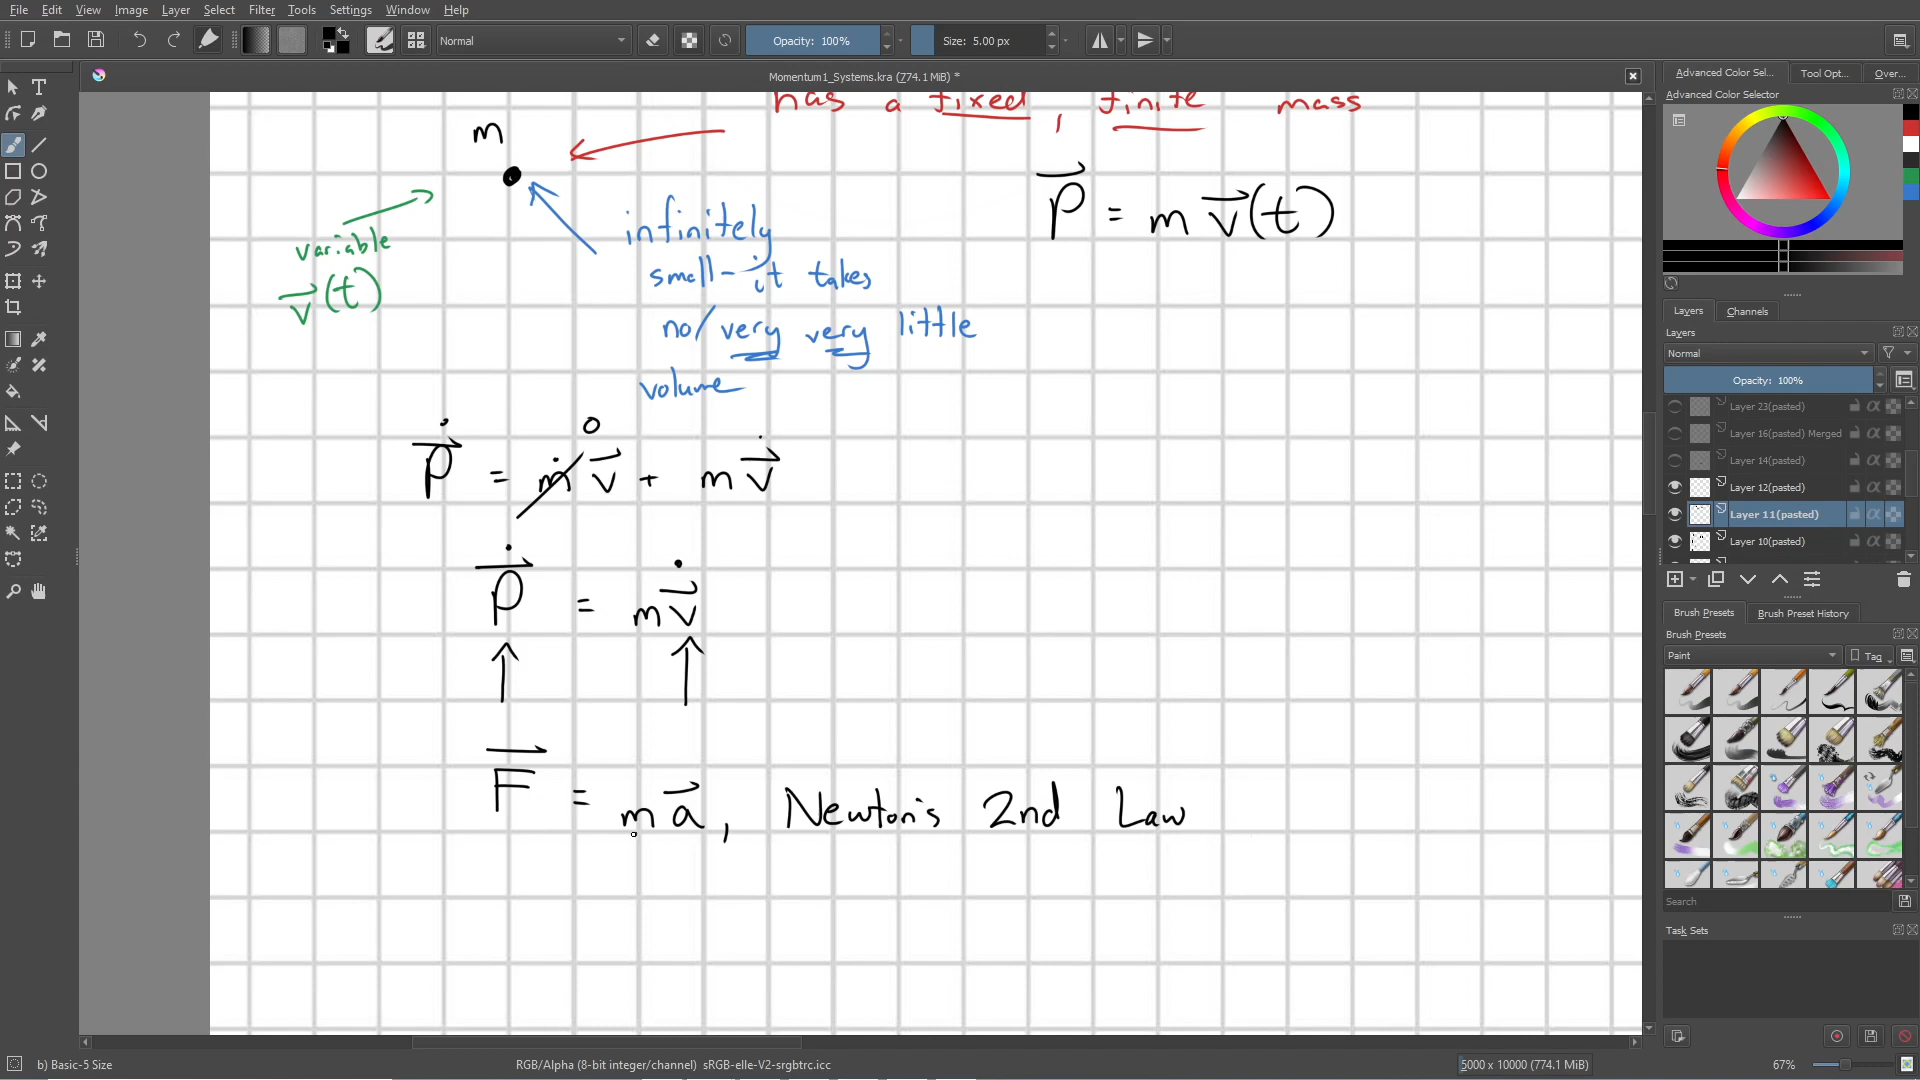 File Edit View Image Layer Select Filter Tools Settings Window Help
Normal
Opacity: 100%
Size: 5.00 px
Momentum1_Systems.kra (774.1 MiB) *
Advanced Color Sel... Tool Opt... Over...
Advanced Color Selector
has a fixed, finite mass
m
variable
v⃗(t)
infinitely
small - it takes
no/very very little
volume
P⃗ = m v⃗(t)
0
P⃗̇ = ṁ v⃗ + m v⃗̇
P⃗̇ = m v⃗̇
F⃗ = m a⃗, Newton's 2nd Law
Layers Channels
Layers
Normal
Opacity: 100%
Layer 23(pasted)
Layer 16(pasted) Merged
Layer 14(pasted)
Layer 12(pasted)
Layer 11(pasted)
Layer 10(pasted)
Brush Presets Brush Preset History
Brush Presets
Paint
Tag
Search
Task Sets
b) Basic-5 Size
RGB/Alpha (8-bit integer/channel) sRGB-elle-V2-srgbtrc.icc
5000 x 10000 (774.1 MiB)
67%